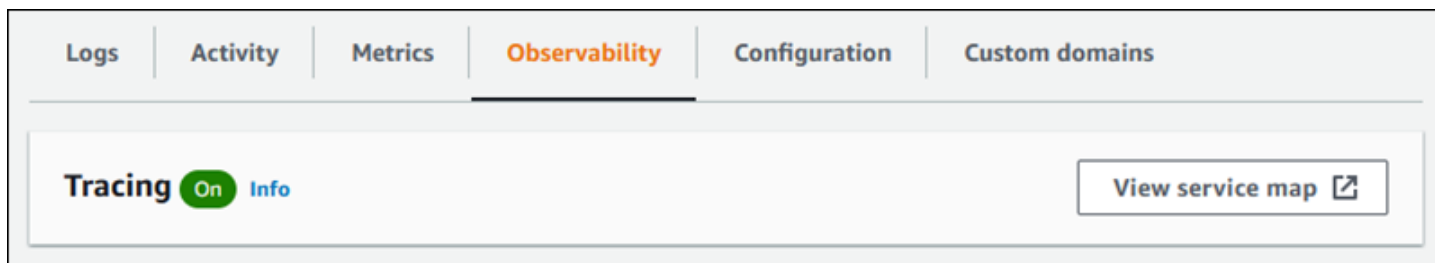 Logs Activity Metrics Observability Configuration Custom domains
Tracing On Info View service map